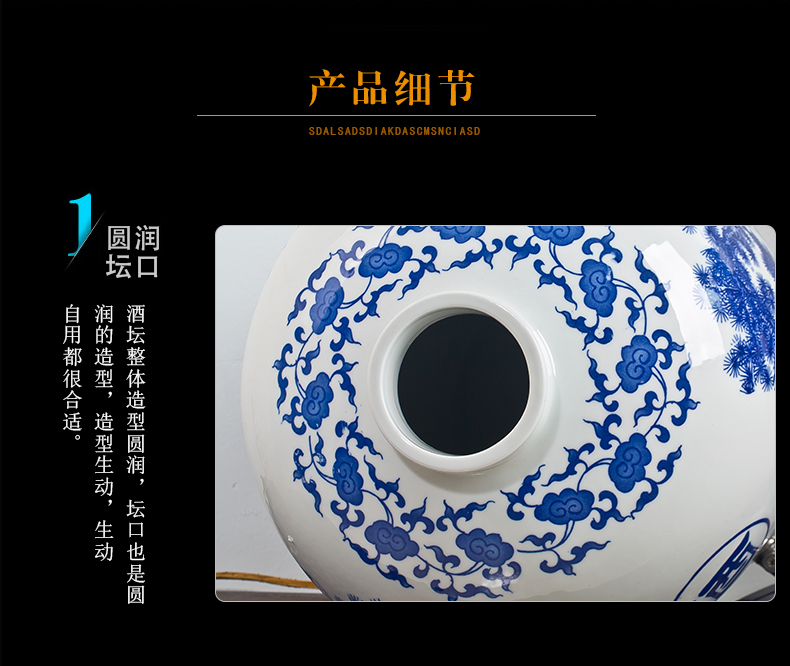 产品细节
SDALSADSDIAKDASCMSNCIASD
1
圆润
坛口
酒坛整体造型圆润，坛口也是圆
润的造型，造型生动，生动
自用都很合适。